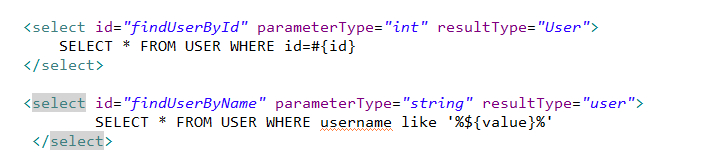 <select id="findUserById" parameterType="int" resultType="User">
SELECT * FROM USER WHERE id=#{id}
</select>
<select id="findUserByName" parameterType="string" resultType="user">
SELECT * FROM USER WHERE username like '%${value}%'
</select>